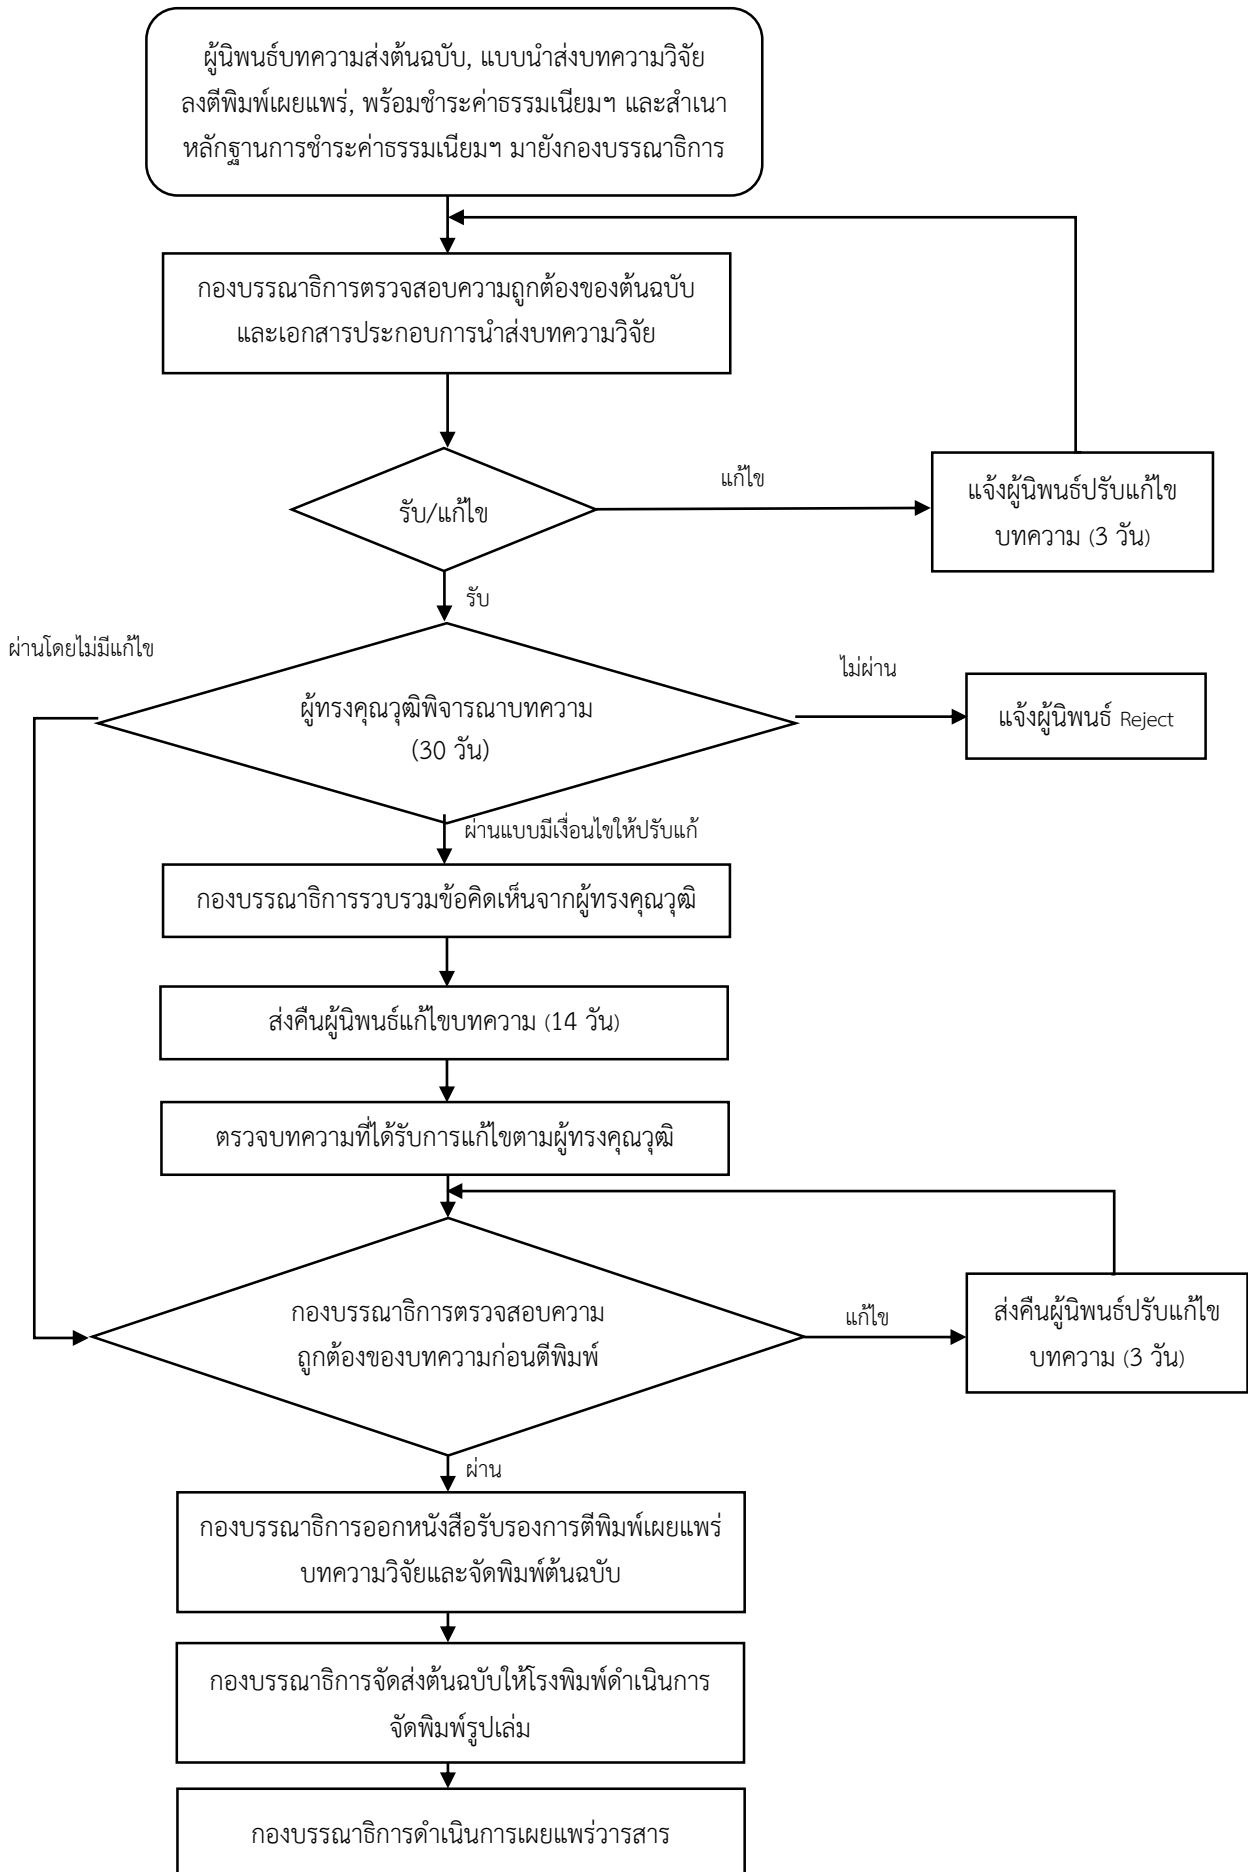 ผู้นิพนธ์บทความส่งต้นฉบับ, แบบนำส่งบทความวิจัย
ลงตีพิมพ์เผยแพร่, พร้อมชำระค่าธรรมเนียมฯ และสำเนา
หลักฐานการชำระค่าธรรมเนียมฯ มายังกองบรรณาธิการ
กองบรรณาธิการตรวจสอบความถูกต้องของต้นฉบับ
และเอกสารประกอบการนำส่งบทความวิจัย
รับ/แก้ไข
แก้ไข
แจ้งผู้นิพนธ์ปรับแก้ไข
บทความ (3 วัน)
รับ
ผ่านโดยไม่มีแก้ไข
ผู้ทรงคุณวุฒิพิจารณาบทความ
(30 วัน)
ไม่ผ่าน
แจ้งผู้นิพนธ์ Reject
ผ่านแบบมีเงื่อนไขให้ปรับแก้
กองบรรณาธิการรวบรวมข้อคิดเห็นจากผู้ทรงคุณวุฒิ
ส่งคืนผู้นิพนธ์แก้ไขบทความ (14 วัน)
ตรวจบทความที่ได้รับการแก้ไขตามผู้ทรงคุณวุฒิ
กองบรรณาธิการตรวจสอบความ
ถูกต้องของบทความก่อนตีพิมพ์
แก้ไข
ส่งคืนผู้นิพนธ์ปรับแก้ไข
บทความ (3 วัน)
ผ่าน
กองบรรณาธิการออกหนังสือรับรองการตีพิมพ์เผยแพร่
บทความวิจัยและจัดพิมพ์ต้นฉบับ
กองบรรณาธิการจัดส่งต้นฉบับให้โรงพิมพ์ดำเนินการ
จัดพิมพ์รูปเล่ม
กองบรรณาธิการดำเนินการเผยแพร่วารสาร